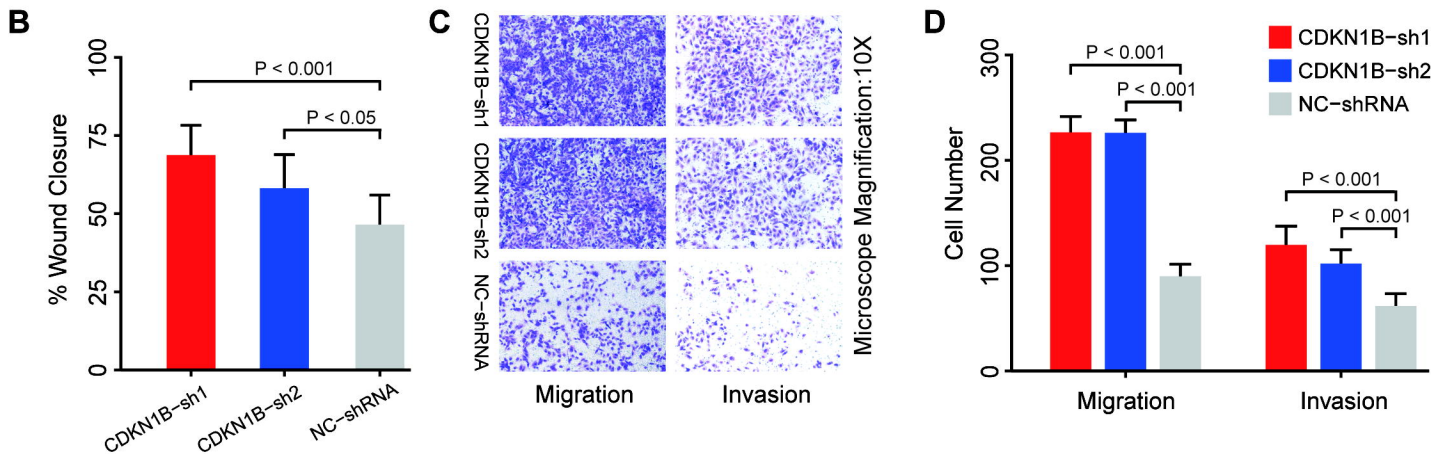 B
100
75
50
25
0
% Wound Closure
P < 0.001
P < 0.05
CDKN1B−sh1
CDKN1B−sh2
NC−shRNA
C
CDKN1B−sh1
CDKN1B−sh2
NC−shRNA
Migration
Invasion
Microscope Magnification:10X
D
CDKN1B−sh1
CDKN1B−sh2
NC−shRNA
300
200
100
0
Cell Number
P < 0.001
P < 0.001
P < 0.001
P < 0.001
Migration
Invasion